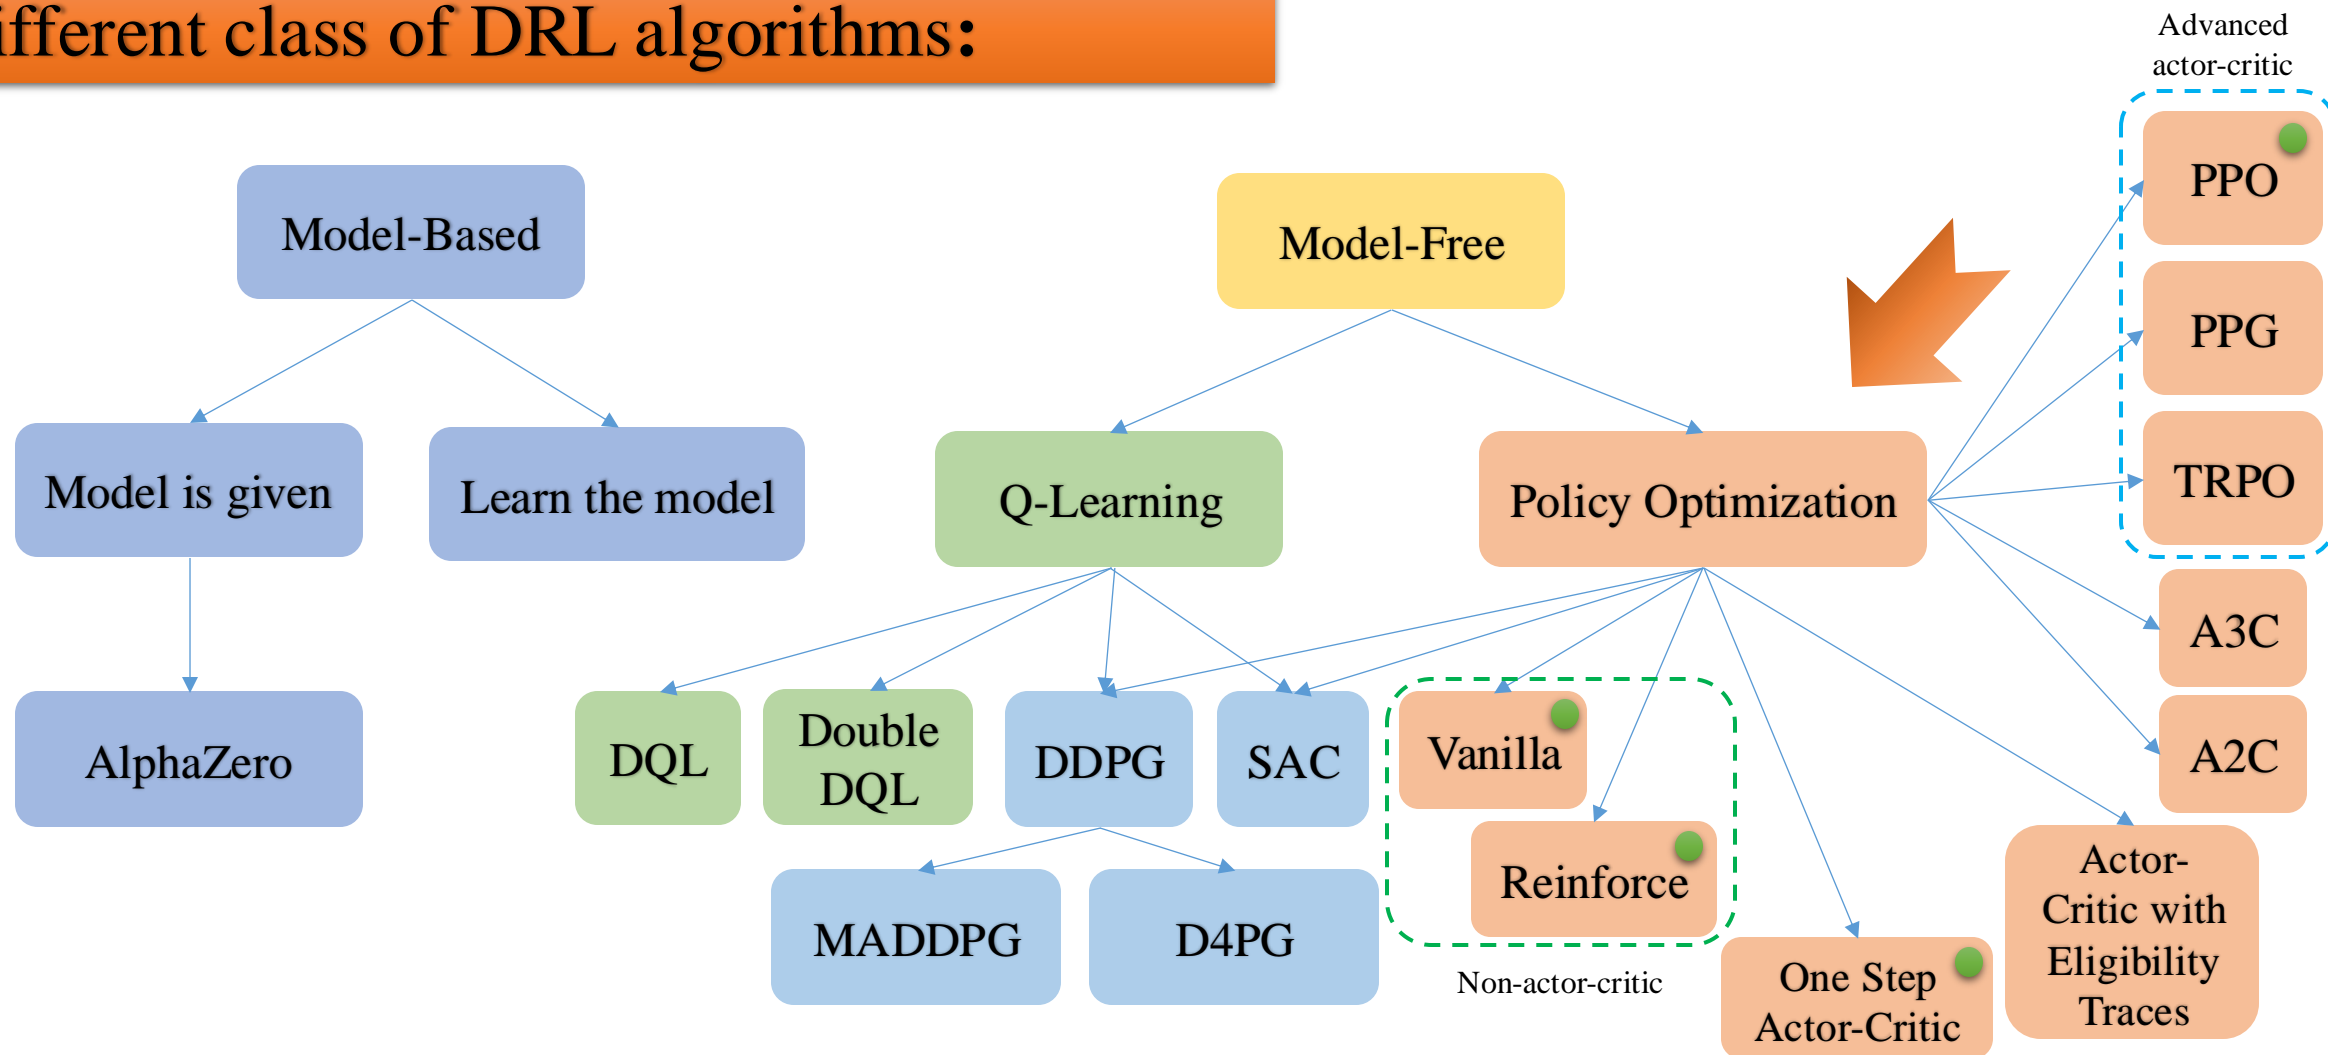 ifferent class of DRL algorithms:
Advanced
actor-critic
PPO
Model-Based
Model-Free
PPG
TRPO
Model is given
Learn the model
Q-Learning
Policy Optimization
A3C
A2C
AlphaZero
DQL
Double
DQL
DDPG
SAC
Vanilla
Reinforce
MADDPG
D4PG
Non-actor-critic
One Step
Actor-Critic
Actor-
Critic with
Eligibility
Traces